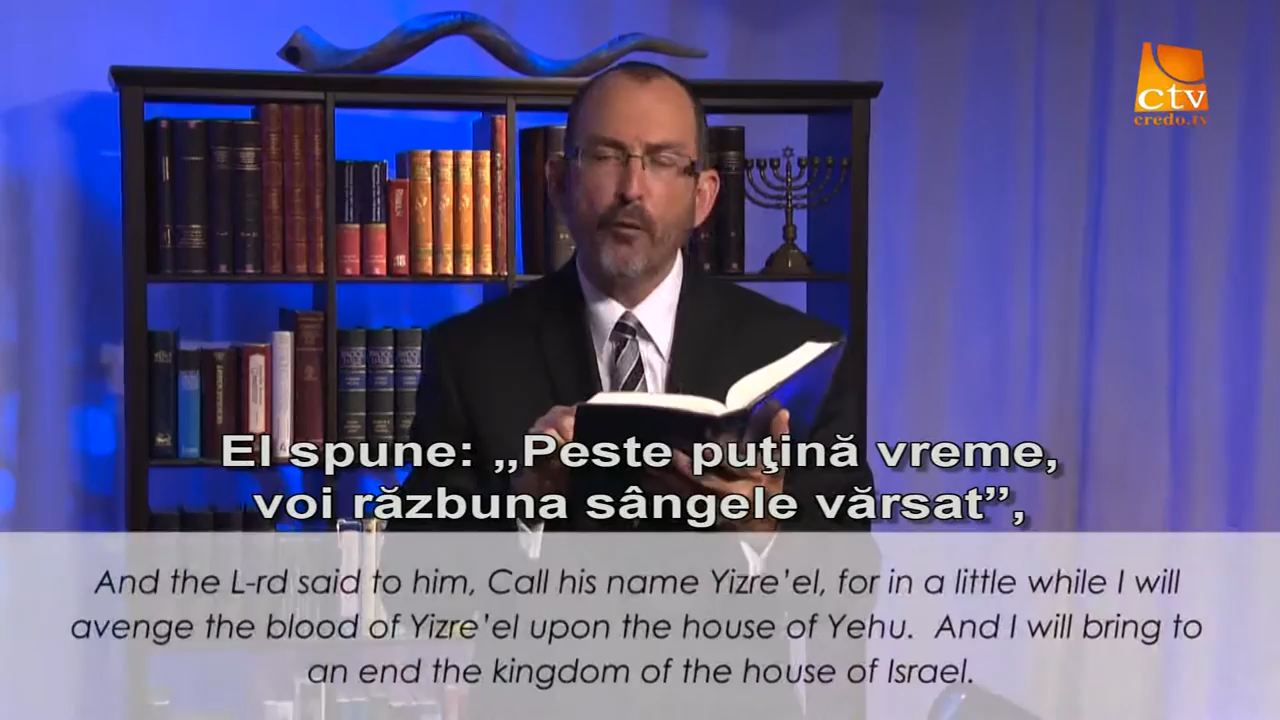 ctv
credo.tv
El spune: „Peste puţină vreme,
voi răzbuna sângele vărsat”,
And the L-rd said to him, Call his name Yizre'el, for in a little while I will
avenge the blood of Yizre'el upon the house of Yehu. And I will bring to
an end the kingdom of the house of Israel.